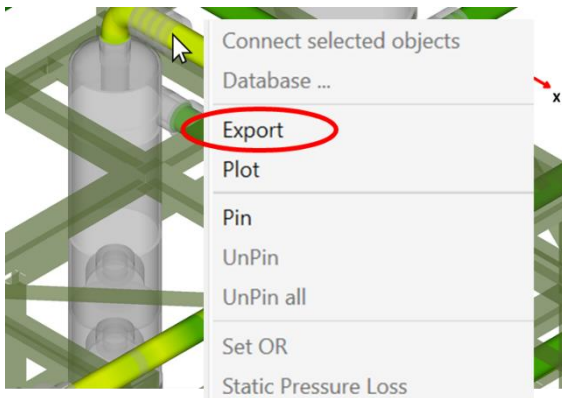 Connect selected objects
Database ...
x
Export
Plot
Pin
UnPin
UnPin all
Set OR
Static Pressure Loss